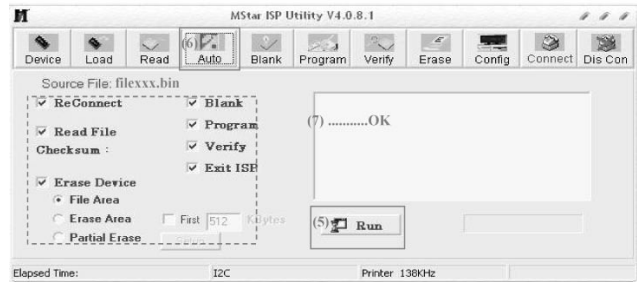 MStar ISP Utility V4.0.8.1
(6)
Device Load Read Auto Blank Program Verify Erase Config Connect Dis Con
Source File: filexxx.bin
ReConnect Blank
Read File Program
Checksum : Verify
Exit ISP
Erase Device
File Area
Erase Area First 512 KBytes
Partial Erase
(7) ...........OK
(5) Run
Elapsed Time: I2C Printer 138KHz